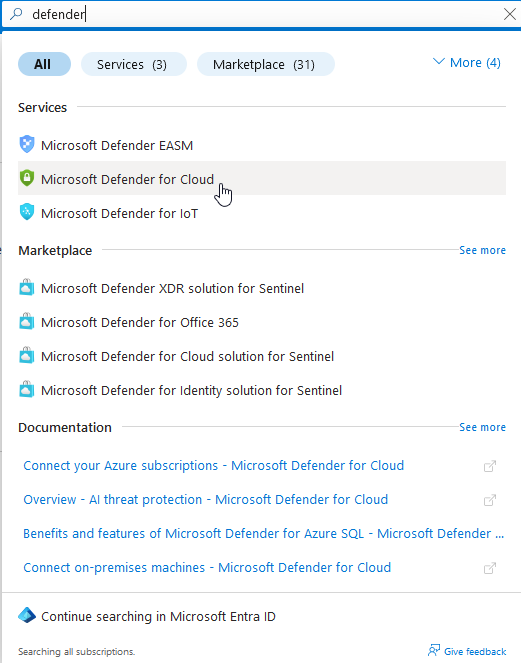 defender
All
Services (3)
Marketplace (31)
More (4)
Services
Microsoft Defender EASM
Microsoft Defender for Cloud
Microsoft Defender for IoT
Marketplace
See more
Microsoft Defender XDR solution for Sentinel
Microsoft Defender for Office 365
Microsoft Defender for Cloud solution for Sentinel
Microsoft Defender for Identity solution for Sentinel
Documentation
See more
Connect your Azure subscriptions - Microsoft Defender for Cloud
Overview - AI threat protection - Microsoft Defender for Cloud
Benefits and features of Microsoft Defender for Azure SQL - Microsoft Defender ...
Connect on-premises machines - Microsoft Defender for Cloud
Continue searching in Microsoft Entra ID
Searching all subscriptions.
Give feedback